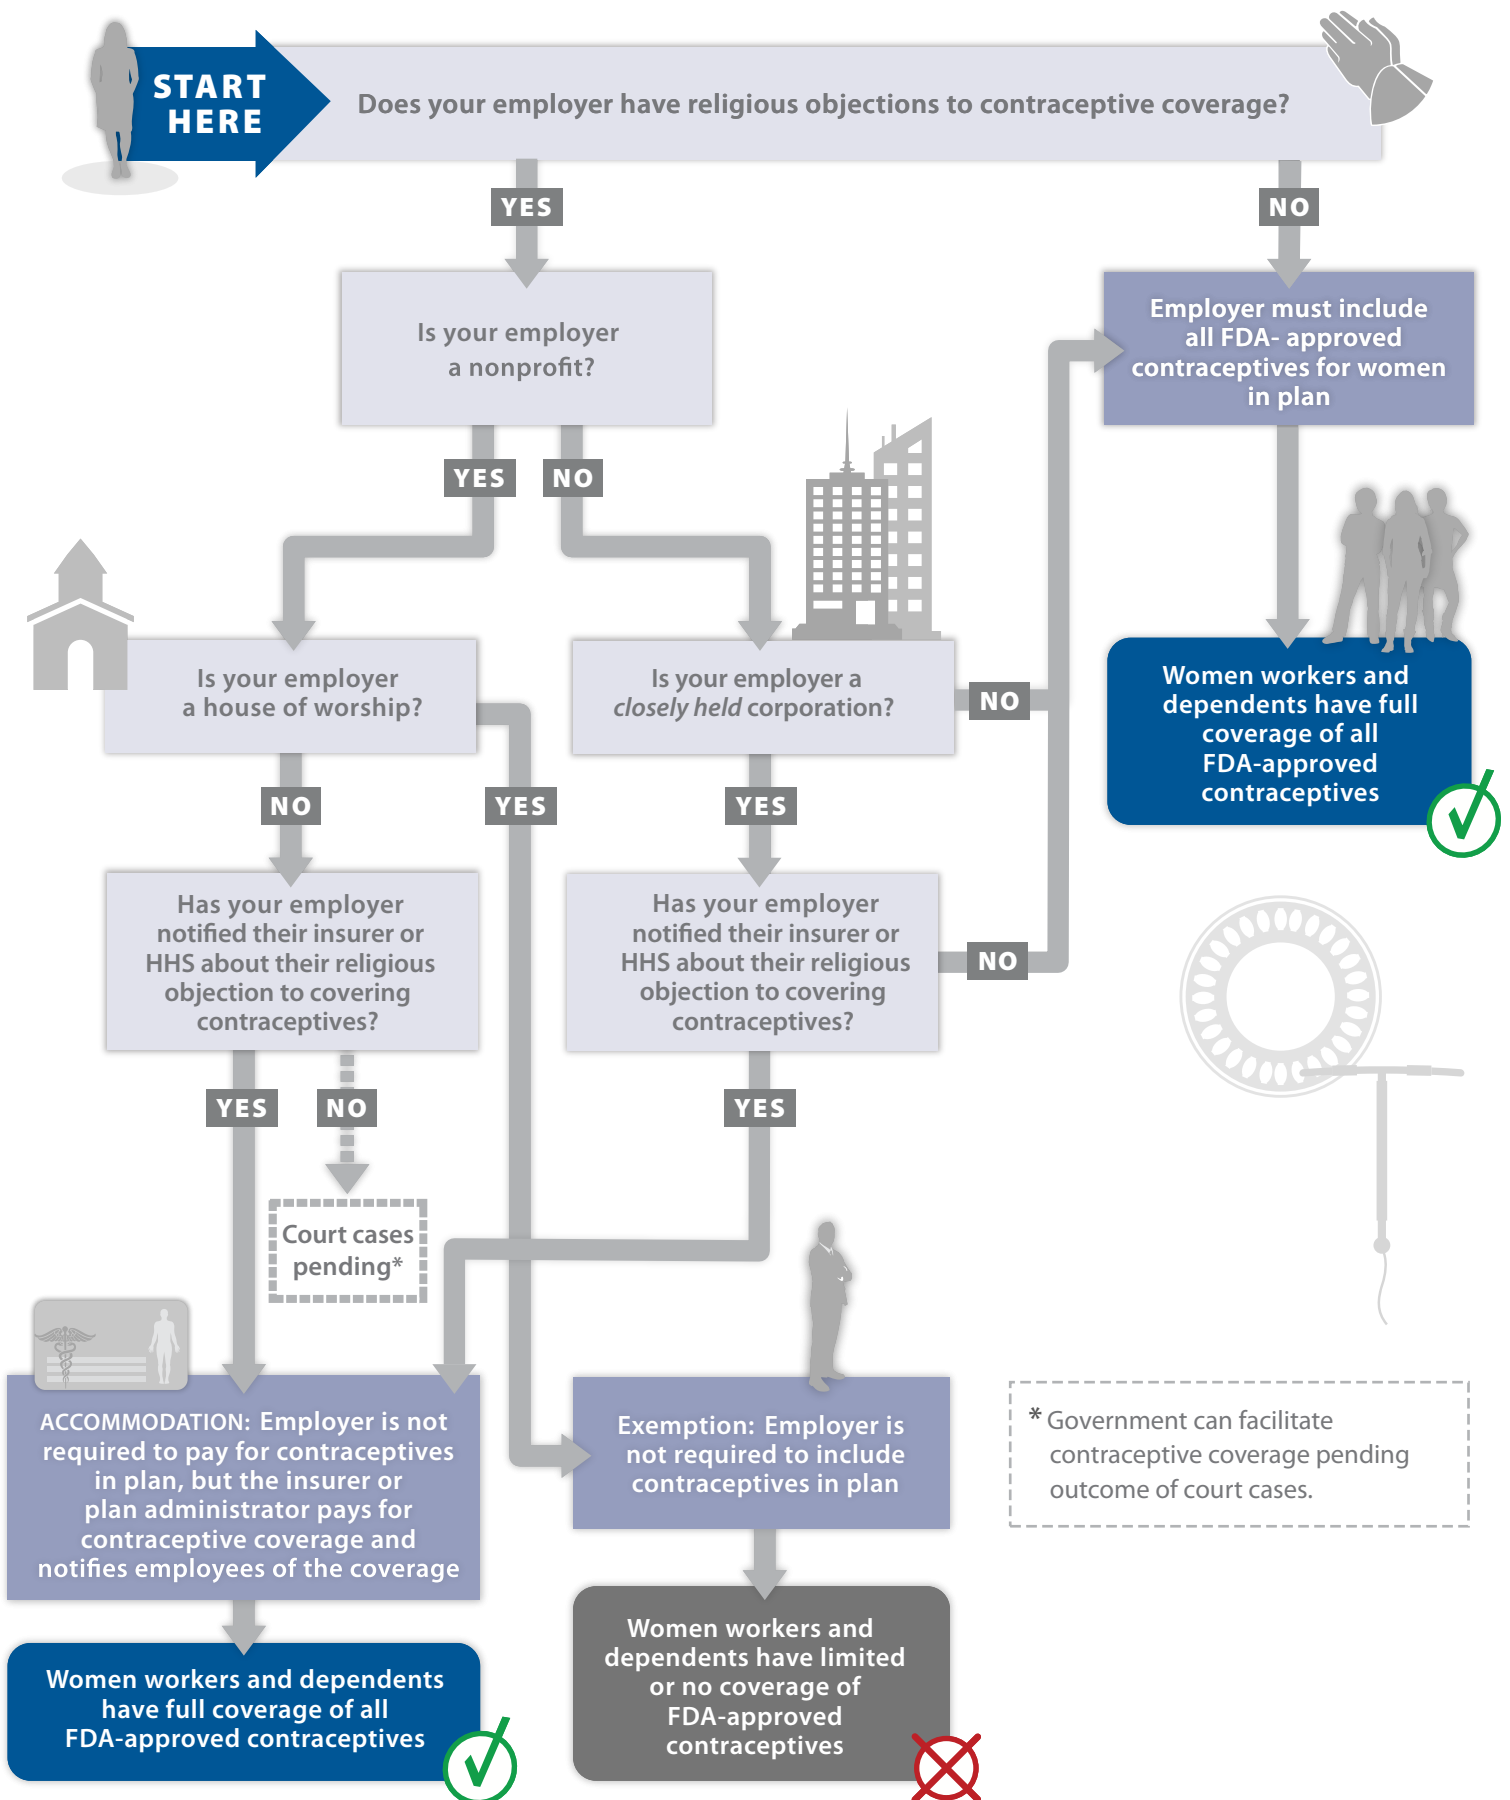 START
HERE
Does your employer have religious objections to contraceptive coverage?
YES
NO
Is your employer
a nonprofit?
Employer must include
all FDA- approved
contraceptives for women
in plan
YES
NO
Is your employer
a house of worship?
Is your employer a
closely held corporation?
NO
Women workers and
dependents have full
coverage of all
FDA-approved
contraceptives
NO
YES
YES
Has your employer
notified their insurer or
HHS about their religious
objection to covering
contraceptives?
Has your employer
notified their insurer or
HHS about their religious
objection to covering
contraceptives?
NO
YES
NO
YES
Court cases
pending*
ACCOMMODATION: Employer is not
required to pay for contraceptives
in plan, but the insurer or
plan administrator pays for
contraceptive coverage and
notifies employees of the coverage
Exemption: Employer is
not required to include
contraceptives in plan
* Government can facilitate
contraceptive coverage pending
outcome of court cases.
Women workers and dependents
have full coverage of all
FDA-approved contraceptives
Women workers and
dependents have limited
or no coverage of
FDA-approved
contraceptives